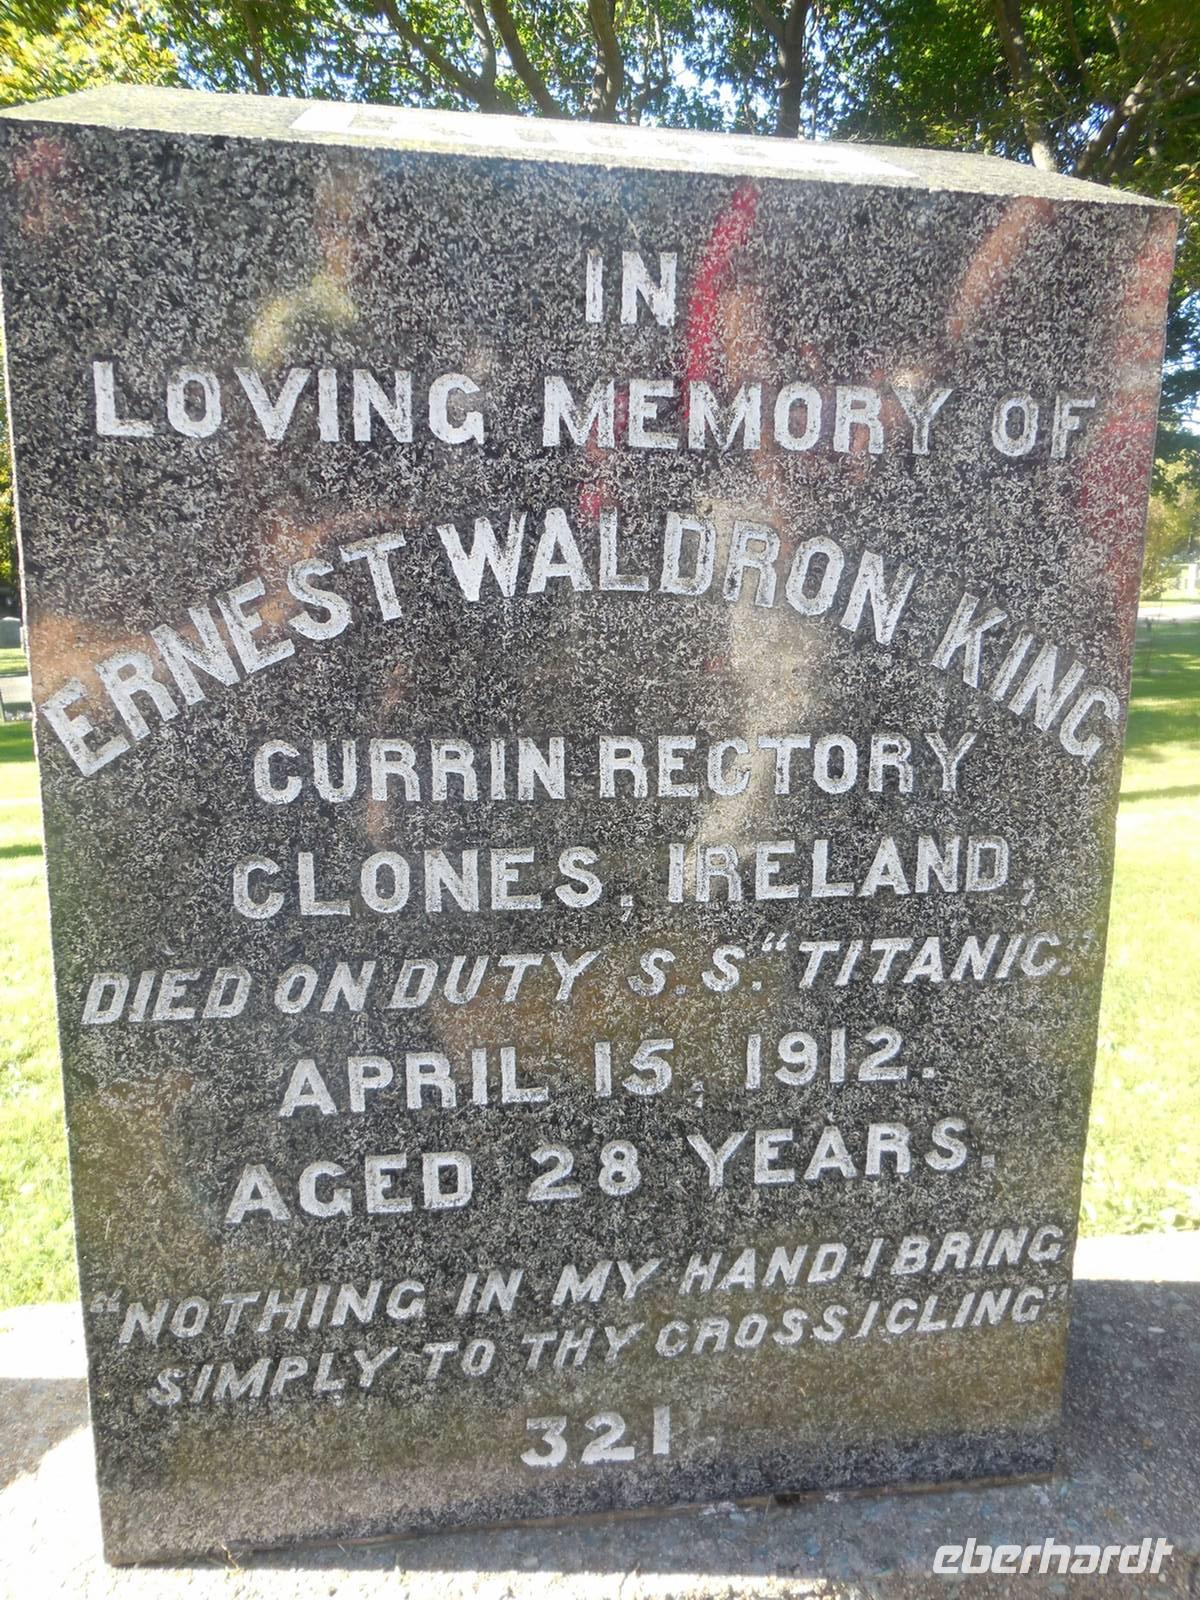 IN
LOVING MEMORY OF
ERNEST WALDRON KING
CURRIN RECTORY
CLONES, IRELAND,
DIED ON DUTY S.S. "TITANIC."
APRIL 15, 1912.
AGED 28 YEARS.
"NOTHING IN MY HAND I BRING
SIMPLY TO THY CROSS I CLING"
321
eberhardt